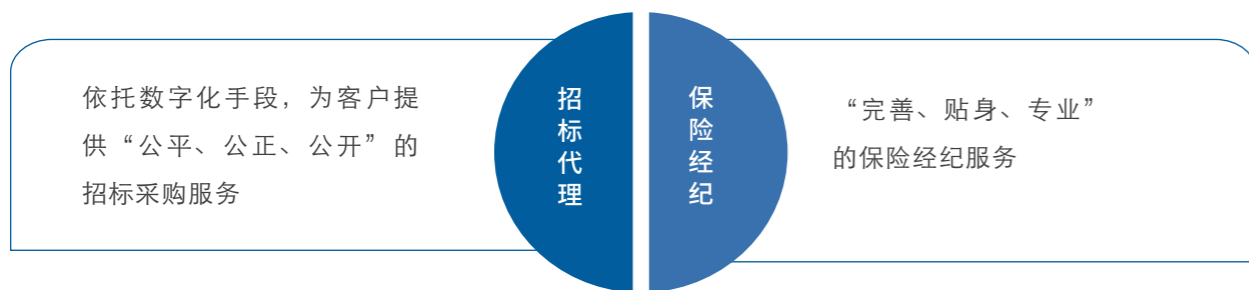 依托数字化手段，为客户提
供“公平、公正、公开”的
招标采购服务
招标代理
保险经纪
“完善、贴身、专业”
的保险经纪服务